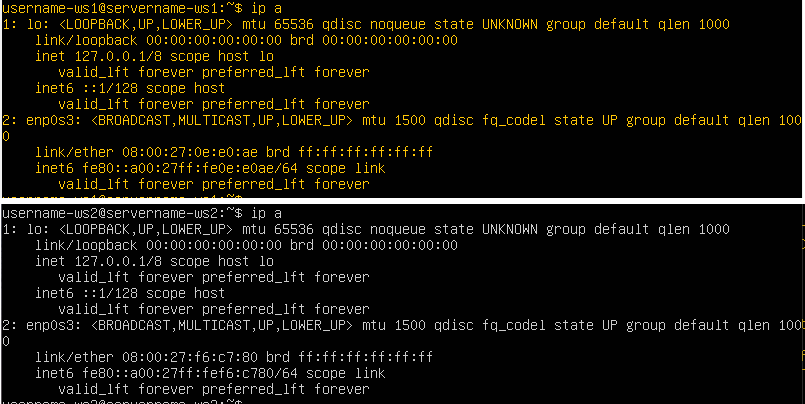 username-ws1@servername-ws1:~$ ip a
1: lo: <LOOPBACK,UP,LOWER_UP> mtu 65536 qdisc noqueue state UNKNOWN group default qlen 1000
    link/loopback 00:00:00:00:00:00 brd 00:00:00:00:00:00
    inet 127.0.0.1/8 scope host lo
       valid_lft forever preferred_lft forever
    inet6 ::1/128 scope host
       valid_lft forever preferred_lft forever
2: enp0s3: <BROADCAST,MULTICAST,UP,LOWER_UP> mtu 1500 qdisc fq_codel state UP group default qlen 100
0
    link/ether 08:00:27:0e:e0:ae brd ff:ff:ff:ff:ff:ff
    inet6 fe80::a00:27ff:fe0e:e0ae/64 scope link
       valid_lft forever preferred_lft forever
username-ws1@servername-ws1:~$
username-ws2@servername-ws2:~$ ip a
1: lo: <LOOPBACK,UP,LOWER_UP> mtu 65536 qdisc noqueue state UNKNOWN group default qlen 1000
    link/loopback 00:00:00:00:00:00 brd 00:00:00:00:00:00
    inet 127.0.0.1/8 scope host lo
       valid_lft forever preferred_lft forever
    inet6 ::1/128 scope host
       valid_lft forever preferred_lft forever
2: enp0s3: <BROADCAST,MULTICAST,UP,LOWER_UP> mtu 1500 qdisc fq_codel state UP group default qlen 100
0
    link/ether 08:00:27:f6:c7:80 brd ff:ff:ff:ff:ff:ff
    inet6 fe80::a00:27ff:fef6:c780/64 scope link
       valid_lft forever preferred_lft forever
username-ws2@servername-ws2:~$